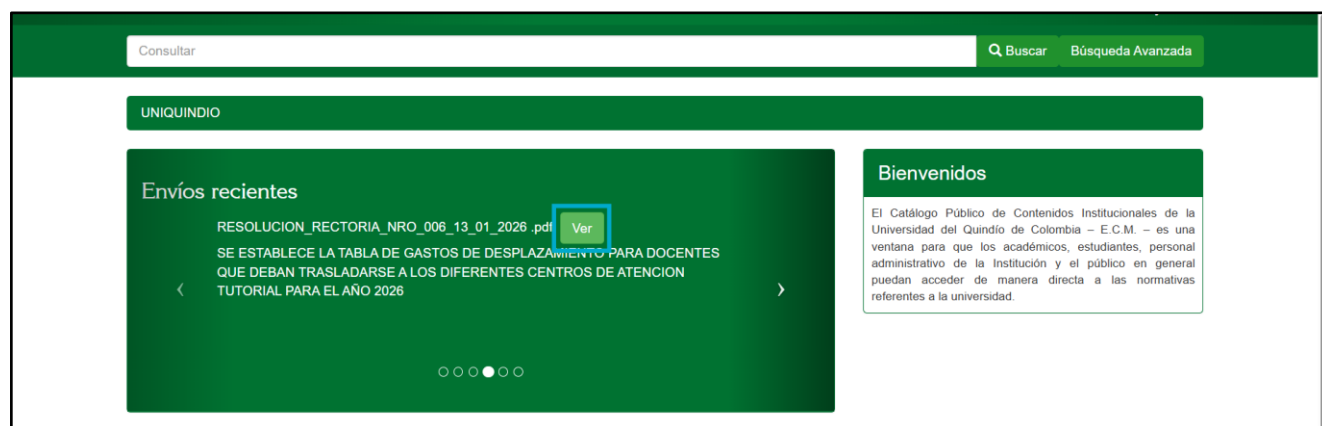 Consultar
Buscar
Búsqueda Avanzada
UNIQUINDIO
Envíos recientes
RESOLUCION_RECTORIA_NRO_006_13_01_2026 .pdf
Ver
SE ESTABLECE LA TABLA DE GASTOS DE DESPLAZAMIENTO PARA DOCENTES
QUE DEBAN TRASLADARSE A LOS DIFERENTES CENTROS DE ATENCION
TUTORIAL PARA EL AÑO 2026
Bienvenidos
El Catálogo Público de Contenidos Institucionales de la
Universidad del Quindío de Colombia – E.C.M. – es una
ventana para que los académicos, estudiantes, personal
administrativo de la Institución y el público en general
puedan acceder de manera directa a las normativas
referentes a la universidad.